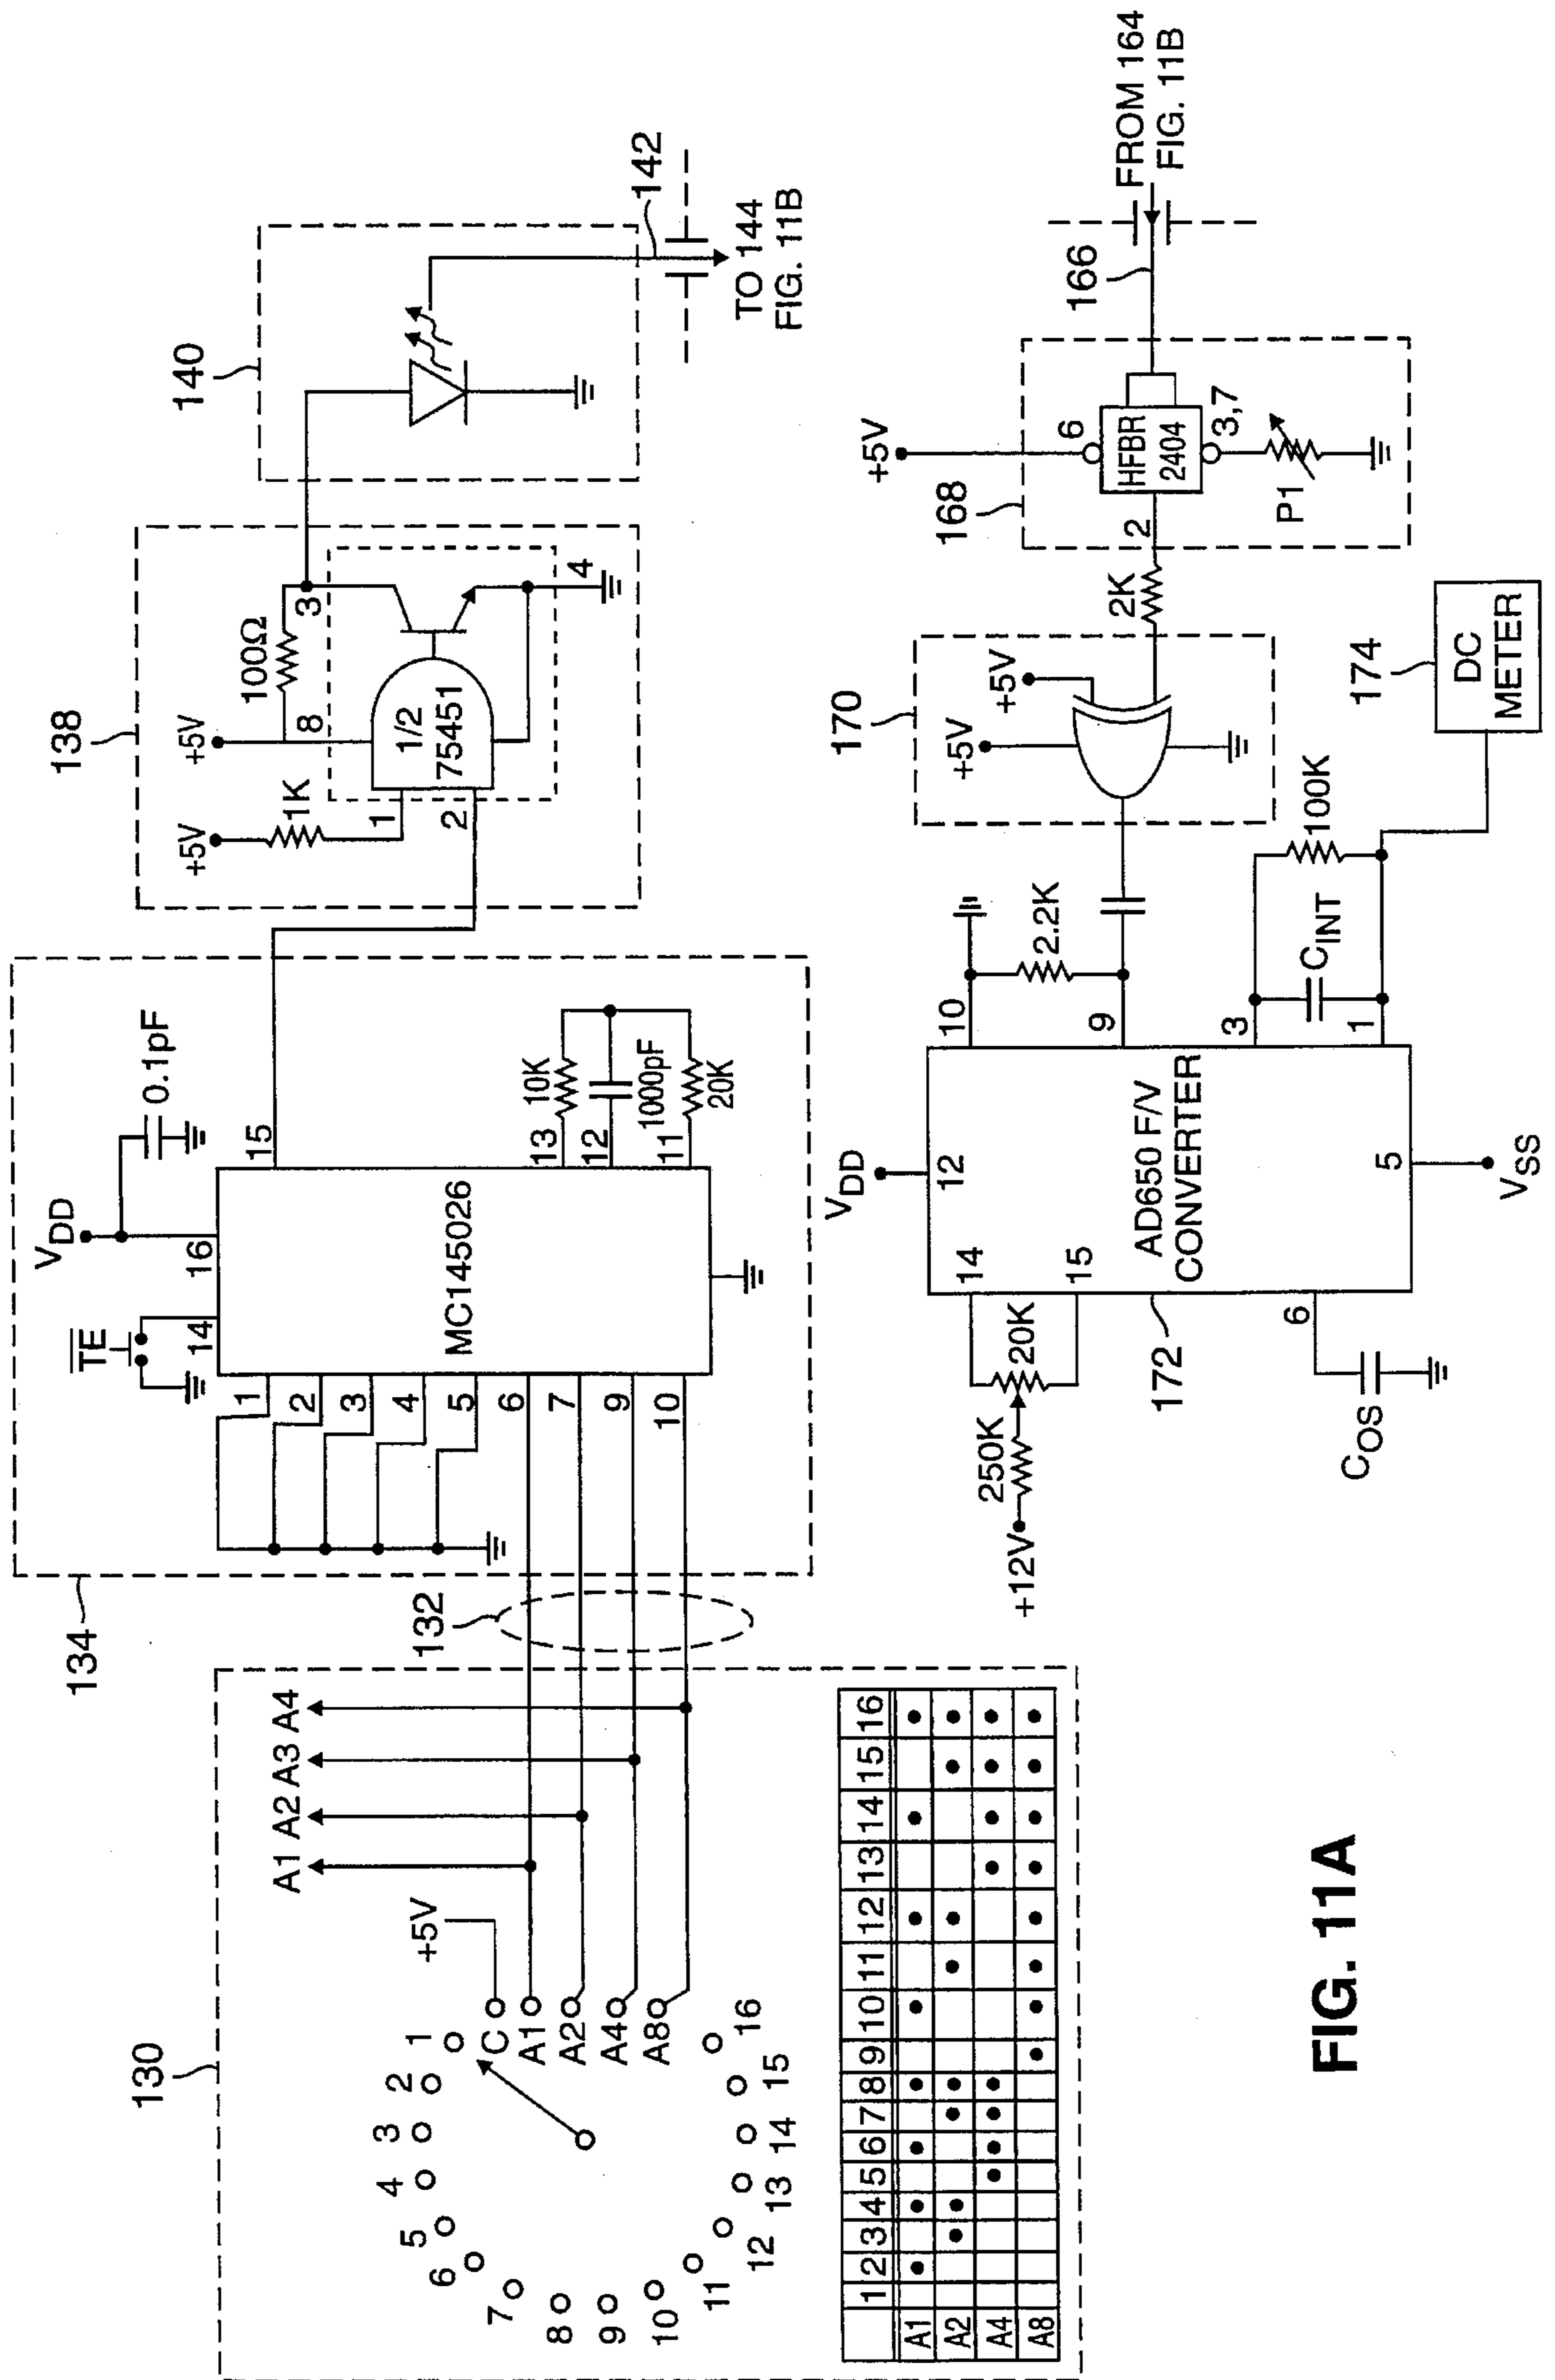 130
1
2
3
4
5
6
7
8
9
10
11
12
13
14
15
16
C
A1
A2
A4
A8
+5V
A1 A2 A3 A4
1 2 3 4 5 6 7 8 9 10 11 12 13 14 15 16
A1
A2
A4
A8
132
134
TE
VDD
0.1pF
14
16
1
2
3
4
5
6
7
9
10
MC145026
15
13
12
11
10K
1000pF
20K
138
+5V
1K
+5V
100Ω
8
3
1
2
1/2
75451
4
140
142
TO 144
FIG. 11B
+12V
250K
20K
14
15
VDD
12
AD650 F/V
CONVERTER
172
6
COS
5
VSS
10
9
3
1
2.2K
CINT
100K
170
+5V
+5V
2K
174
DC
METER
168
+5V
6
HFBR
2404
2
3,7
P1
166
FROM 164
FIG. 11B
FIG. 11A